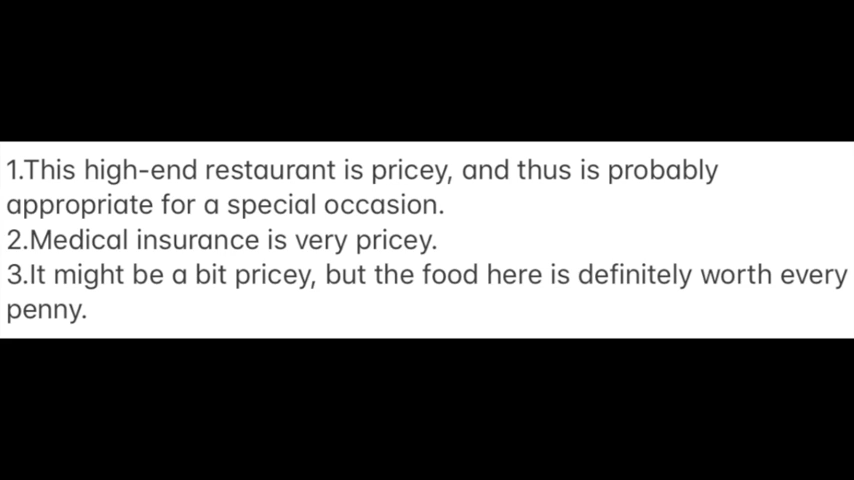 1.This high-end restaurant is pricey, and thus is probably
appropriate for a special occasion.
2.Medical insurance is very pricey.
3.It might be a bit pricey, but the food here is definitely worth every
penny.